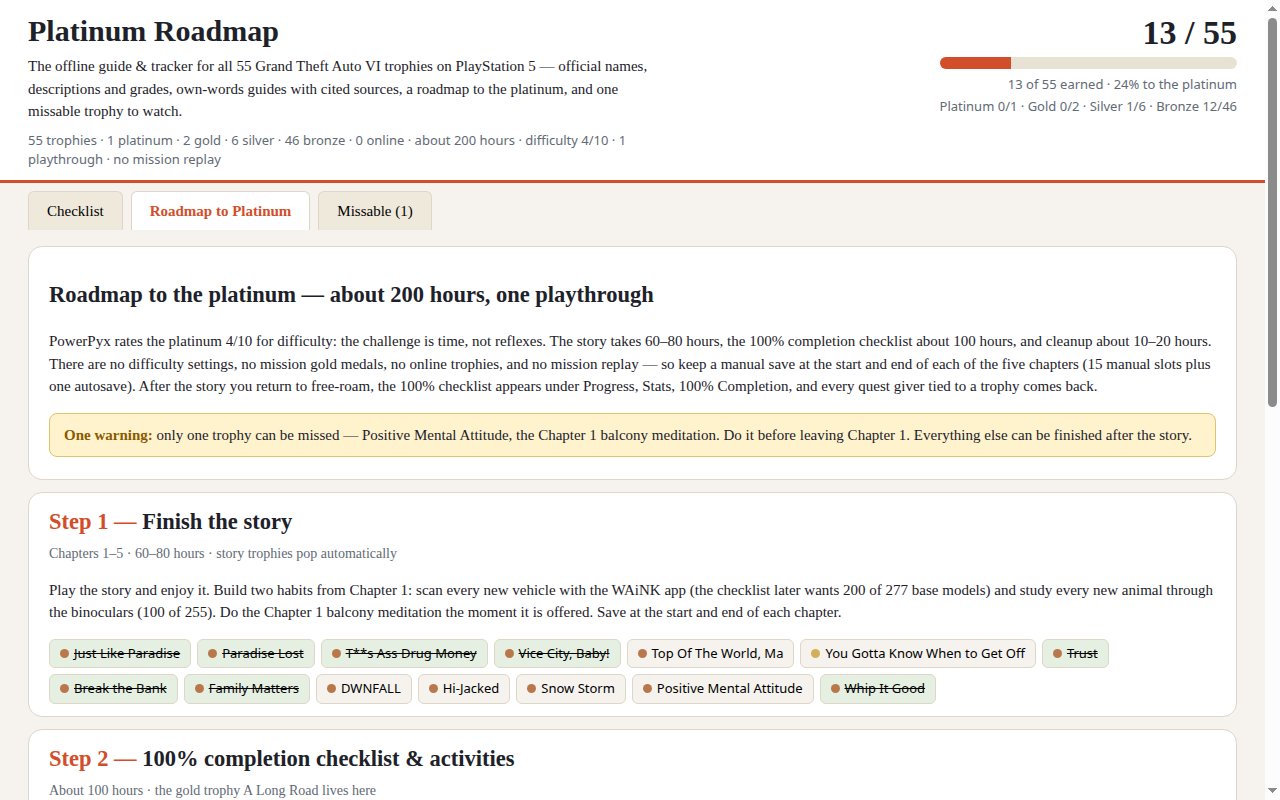 Platinum Roadmap
The offline guide & tracker for all 55 Grand Theft Auto VI trophies on PlayStation 5 — official names,
descriptions and grades, own-words guides with cited sources, a roadmap to the platinum, and one
missable trophy to watch.
55 trophies · 1 platinum · 2 gold · 6 silver · 46 bronze · 0 online · about 200 hours · difficulty 4/10 · 1
playthrough · no mission replay
13 / 55
13 of 55 earned · 24% to the platinum
Platinum 0/1 · Gold 0/2 · Silver 1/6 · Bronze 12/46
Checklist
Roadmap to Platinum
Missable (1)
Roadmap to the platinum — about 200 hours, one playthrough
PowerPyx rates the platinum 4/10 for difficulty: the challenge is time, not reflexes. The story takes 60–80 hours, the 100% completion checklist about 100 hours, and cleanup about 10–20 hours.
There are no difficulty settings, no mission gold medals, no online trophies, and no mission replay — so keep a manual save at the start and end of each of the five chapters (15 manual slots plus
one autosave). After the story you return to free-roam, the 100% checklist appears under Progress, Stats, 100% Completion, and every quest giver tied to a trophy comes back.
One warning: only one trophy can be missed — Positive Mental Attitude, the Chapter 1 balcony meditation. Do it before leaving Chapter 1. Everything else can be finished after the story.
Step 1 — Finish the story
Chapters 1–5 · 60–80 hours · story trophies pop automatically
Play the story and enjoy it. Build two habits from Chapter 1: scan every new vehicle with the WAiNK app (the checklist later wants 200 of 277 base models) and study every new animal through
the binoculars (100 of 255). Do the Chapter 1 balcony meditation the moment it is offered. Save at the start and end of each chapter.
Just Like Paradise
Paradise Lost
T**s Ass Drug Money
Vice City, Baby!
Top Of The World, Ma
You Gotta Know When to Get Off
Trust
Break the Bank
Family Matters
DWNFALL
Hi-Jacked
Snow Storm
Positive Mental Attitude
Whip It Good
Step 2 — 100% completion checklist & activities
About 100 hours · the gold trophy A Long Road lives here